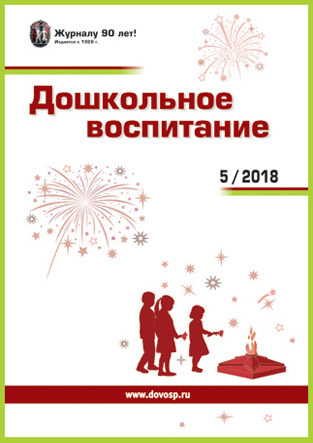 Журналу 90 лет!
Издается с 1928 г.
Дошкольное
воспитание
5/2018
www.dovosp.ru